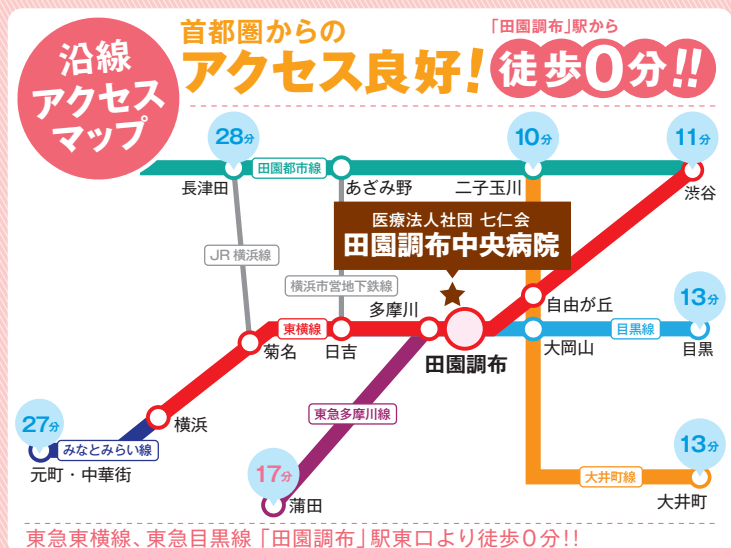 沿線
アクセス
マップ
首都圏からの
アクセス良好!
「田園調布」駅から
徒歩0分!!
28分
10分
11分
田園都市線
長津田
あざみ野
二子玉川
渋谷
医療法人社団 七仁会
田園調布中央病院
JR 横浜線
横浜市営地下鉄線
多摩川
自由が丘
13分
東横線
目黒線
菊名
日吉
田園調布
大岡山
目黒
東急多摩川線
横浜
27分
みなとみらい線
元町・中華街
17分
蒲田
13分
大井町線
大井町
東急東横線、東急目黒線「田園調布」駅東口より徒歩0分!!